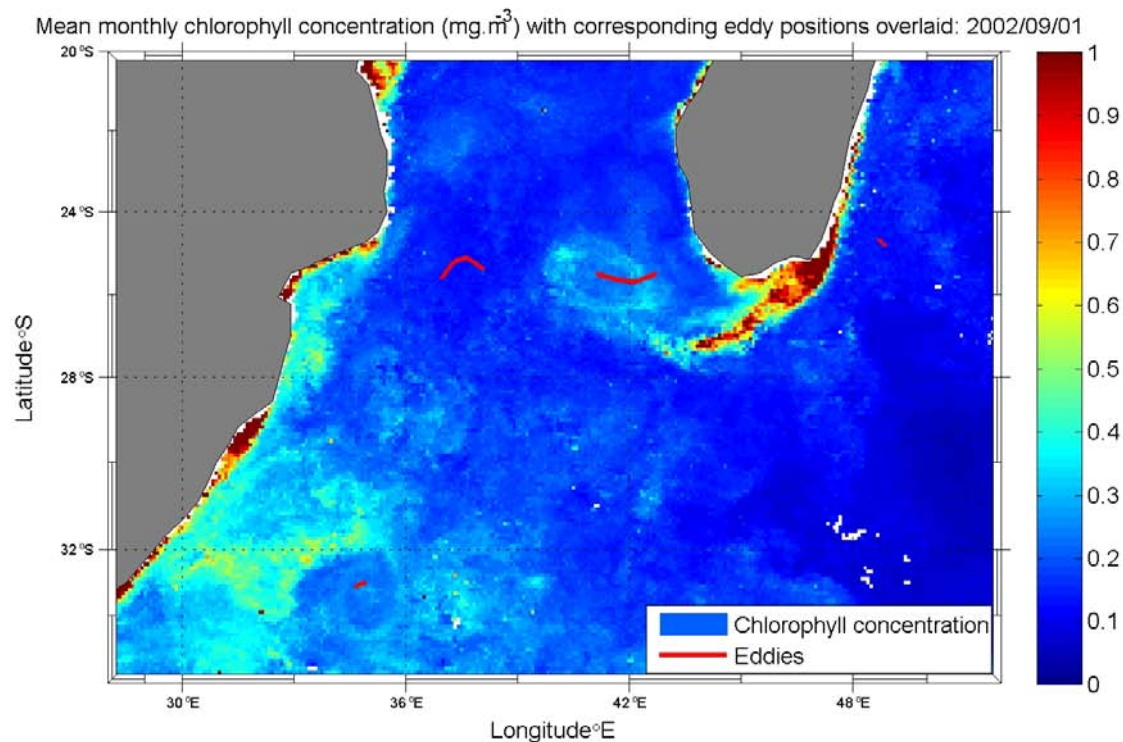 Mean monthly chlorophyll concentration (mg.m-3) with corresponding eddy positions overlaid: 2002/09/01
20°S
24°S
28°S
32°S
Latitude°S
30°E
36°E
42°E
48°E
Longitude°E
Chlorophyll concentration
Eddies
1
0.9
0.8
0.7
0.6
0.5
0.4
0.3
0.2
0.1
0